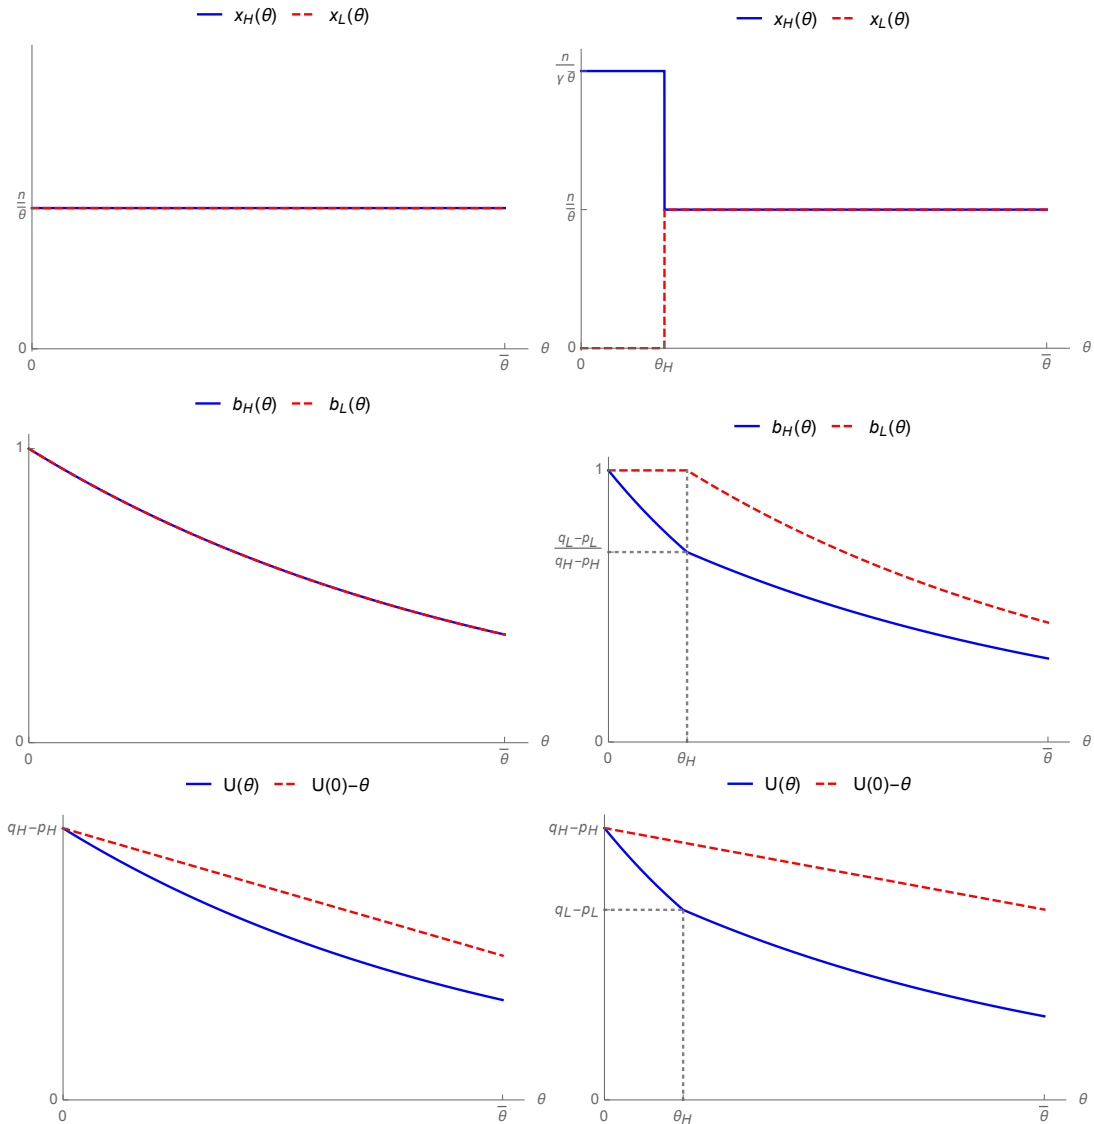 x_H(θ) x_L(θ)
n/θ̅
0
0
θ̅
θ
x_H(θ) x_L(θ)
n/γ θ̅
n/θ̅
0
0
θ_H
θ̅
θ
b_H(θ) b_L(θ)
1
0
0
θ̅
θ
b_H(θ) b_L(θ)
1
q_L−p_L/q_H−p_H
0
0
θ_H
θ̅
θ
U(θ) U(0)−θ
q_H−p_H
0
0
θ̅
θ
U(θ) U(0)−θ
q_H−p_H
q_L−p_L
0
0
θ_H
θ̅
θ